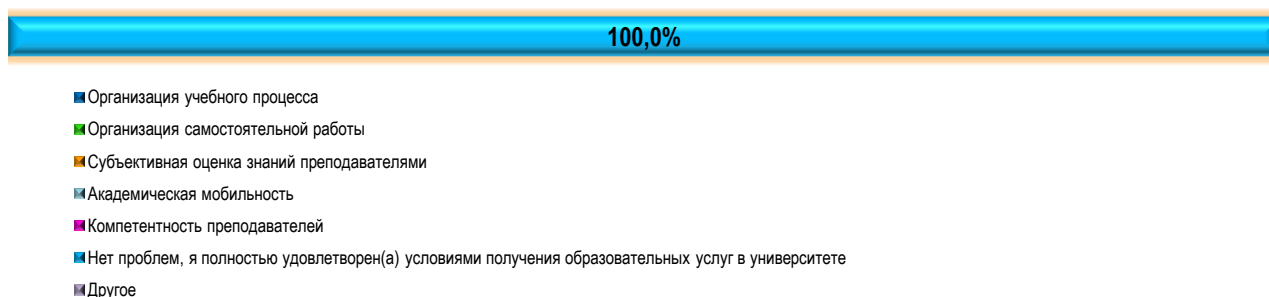 100,0%
Организация учебного процесса
Организация самостоятельной работы
Субъективная оценка знаний преподавателями
Академическая мобильность
Компетентность преподавателей
Нет проблем, я полностью удовлетворен(а) условиями получения образовательных услуг в университете
Другое